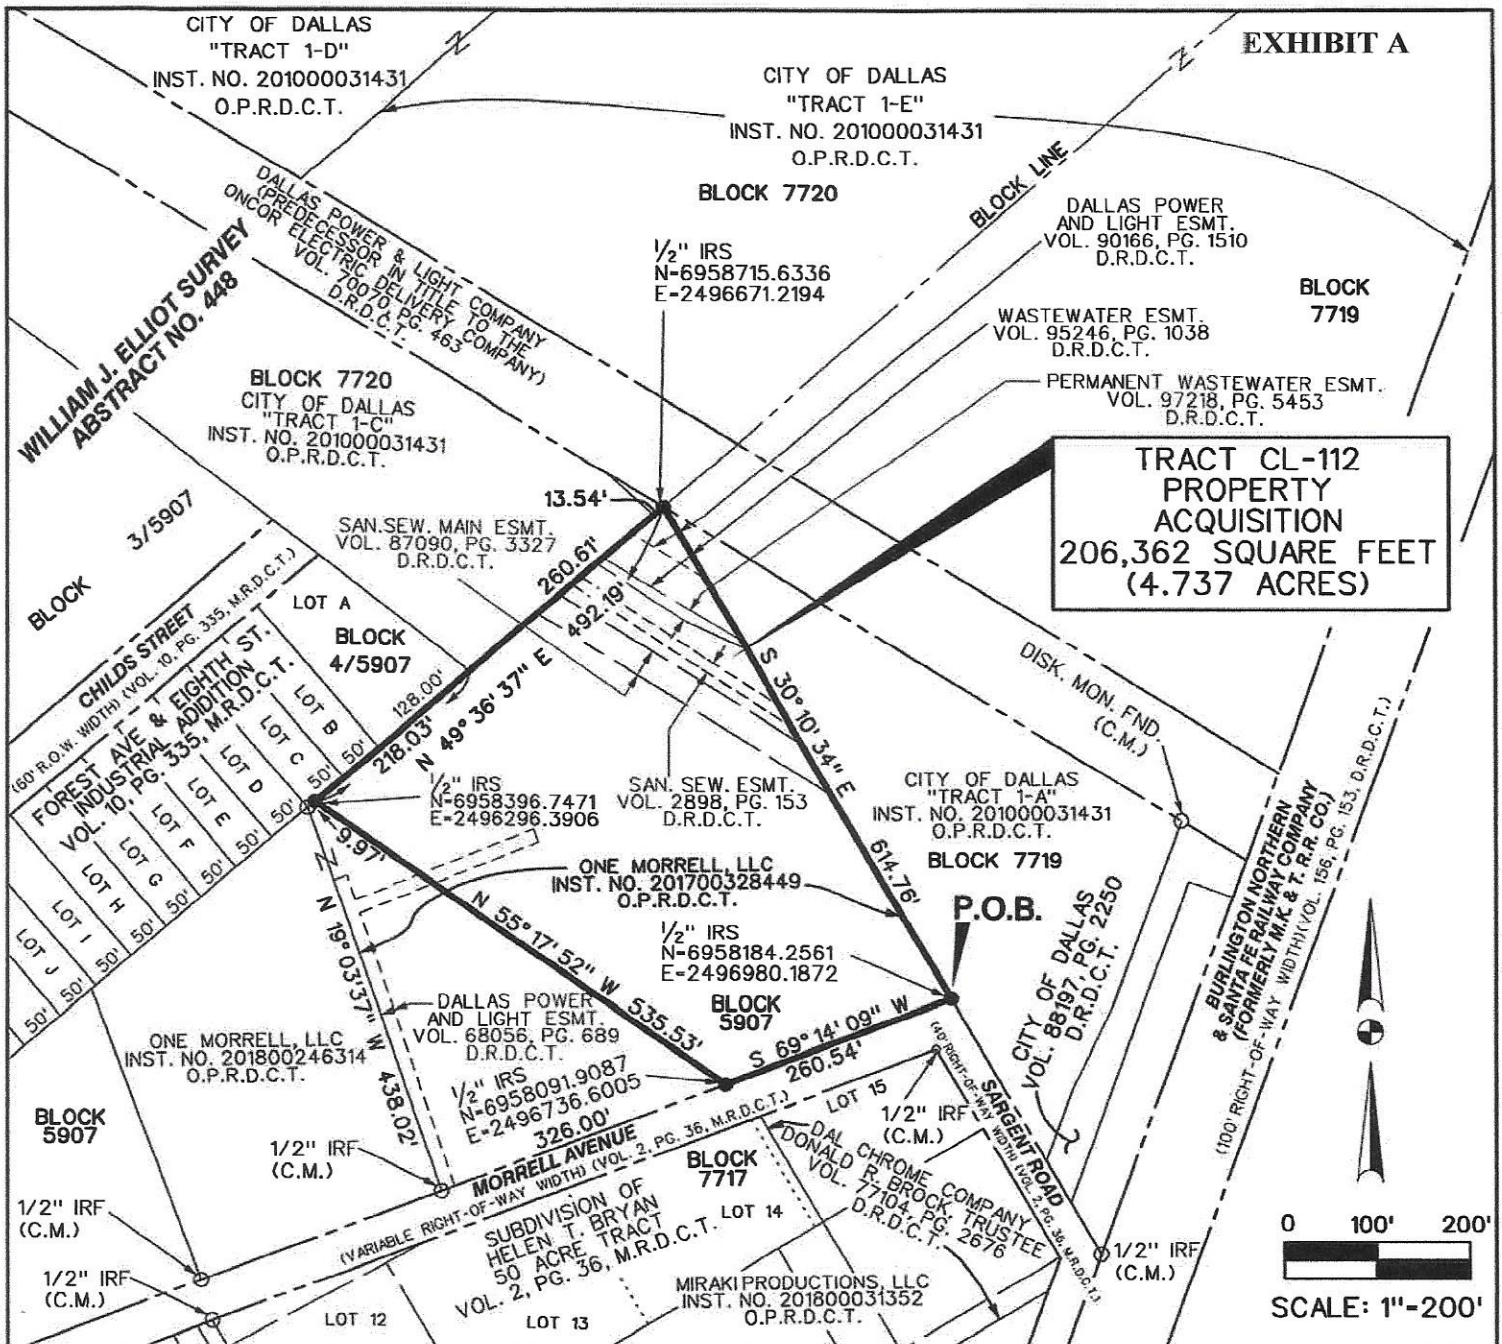 EXHIBIT A
CITY OF DALLAS
"TRACT 1-D"
INST. NO. 201000031431
O.P.R.D.C.T.
CITY OF DALLAS
"TRACT 1-E"
INST. NO. 201000031431
O.P.R.D.C.T.
BLOCK 7720
BLOCK LINE
DALLAS POWER & LIGHT COMPANY
(PREDECESSOR IN TITLE TO THE
ONCOR ELECTRIC DELIVERY COMPANY)
VOL. 70070, PG. 463
D.R.D.C.T.
WILLIAM J. ELLIOT SURVEY
ABSTRACT NO. 448
1/2" IRS
N=6958715.6336
E=2496671.2194
DALLAS POWER
AND LIGHT ESMT.
VOL. 90166, PG. 1510
D.R.D.C.T.
BLOCK
7719
WASTEWATER ESMT.
VOL. 95246, PG. 1038
D.R.D.C.T.
PERMANENT WASTEWATER ESMT.
VOL. 97218, PG. 5453
D.R.D.C.T.
BLOCK 7720
CITY OF DALLAS
"TRACT 1-C"
INST. NO. 201000031431
O.P.R.D.C.T.
TRACT CL-112
PROPERTY
ACQUISITION
206,362 SQUARE FEET
(4.737 ACRES)
13.54'
SAN.SEW. MAIN ESMT.
VOL. 87090, PG. 3327
D.R.D.C.T.
260.61'
492.19'
BLOCK 3/5907
CHILDS STREET
(60' R.O.W. WIDTH) (VOL. 10, PG. 335, M.R.D.C.T.)
LOT A
BLOCK
4/5907
128.00'
218.03'
N 49° 36' 37" E
FOREST AVE & EIGHTH ST.
INDUSTRIAL ADIDITION
VOL. 10, PG. 335, M.R.D.C.T.
LOT B
LOT C
LOT D
LOT E
LOT F
LOT G
LOT H
LOT I
LOT J
50'
50'
50'
50'
50'
50'
50'
50'
50'
50'
S 30° 10' 34" E
614.76'
DISK. MON. FND.
(C.M.)
1/2" IRS
N=6958396.7471
E=2496296.3906
9.97'
SAN. SEW. ESMT.
VOL. 2898, PG. 153
D.R.D.C.T.
CITY OF DALLAS
"TRACT 1-A"
INST. NO. 201000031431
O.P.R.D.C.T.
BLOCK 7719
ONE MORRELL, LLC
INST. NO. 201700328449
O.P.R.D.C.T.
P.O.B.
N 55° 17' 52" W 535.53'
1/2" IRS
N=6958184.2561
E=2496980.1872
BLOCK
5907
S 69° 14' 09" W
260.54'
CITY OF DALLAS
VOL. 88197, PG. 2250
D.R.D.C.T.
BURLINGTON NORTHERN
& SANTA FE RAILWAY COMPANY
(FORMERLY M.K. & T. R.R. CO.)
(100' RIGHT-OF-WAY WIDTH)(VOL. 156, PG. 153, D.R.D.C.T.)
N 19° 03'37" W 438.02'
DALLAS POWER
AND LIGHT ESMT.
VOL. 68056, PG. 689
D.R.D.C.T.
ONE MORRELL, LLC
INST. NO. 201800246314
O.P.R.D.C.T.
BLOCK
5907
1/2" IRS
N=6958091.9087
E=2496736.6005
326.00'
MORRELL AVENUE
(VARIABLE RIGHT-OF-WAY WIDTH) (VOL. 2, PG. 36, M.R.D.C.T.)
1/2" IRF
(C.M.)
1/2" IRF
(C.M.)
1/2" IRF
(C.M.)
LOT 15
1/2" IRF
(C.M.)
SARGENT ROAD
(40' RIGHT-OF-WAY WIDTH) (VOL. 2, PG. 36, M.R.D.C.T.)
BLOCK
7717
DAL CHROME COMPANY
DONALD R. BROCK, TRUSTEE
VOL. 77104, PG. 2676
D.R.D.C.T.
SUBDIVISION OF
HELEN T. BRYAN
50 ACRE TRACT
VOL. 2, PG. 36, M.R.D.C.T.
LOT 14
MIRAKI PRODUCTIONS, LLC
INST. NO. 201800031352
O.P.R.D.C.T.
1/2" IRF
(C.M.)
LOT 12
LOT 13
0 100' 200'
SCALE: 1"=200'